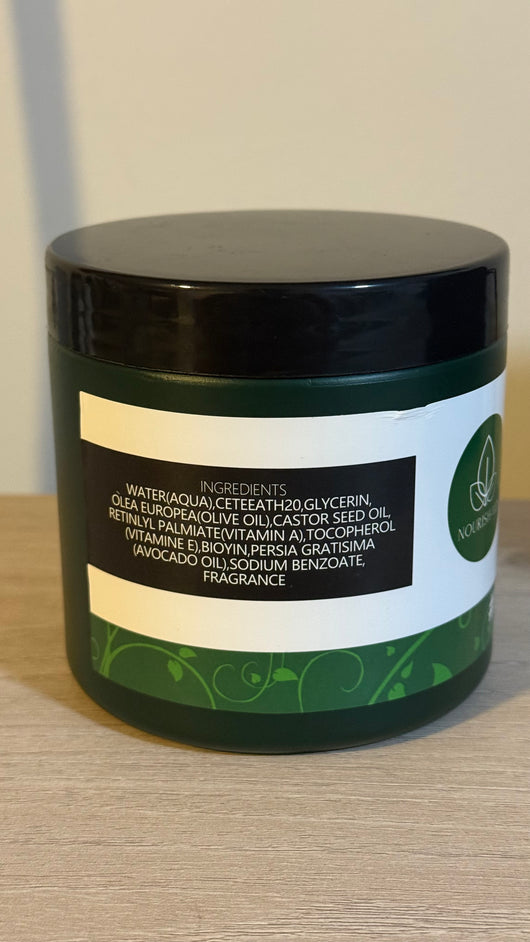 INGREDIENTS
WATER(AQUA),CETEEATH20,GLYCERIN,
OLEA EUROPEA(OLIVE OIL),CASTOR SEED OIL,
RETINLYL PALMIATE(VITAMIN A),TOCOPHEROL
(VITAMINE E),BIOYIN,PERSIA GRATISIMA
(AVOCADO OIL),SODIUM BENZOATE,
FRAGRANCE